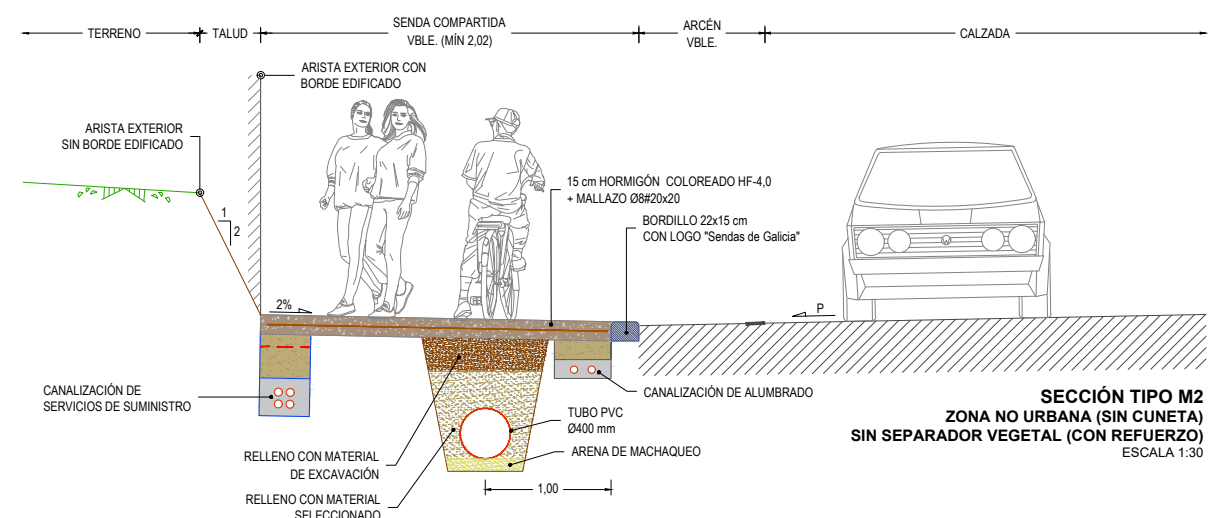 TERRENO
TALUD
SENDA COMPARTIDA
VBLE. (MÍN 2,02)
ARCÉN
VBLE.
CALZADA
ARISTA EXTERIOR CON
BORDE EDIFICADO
ARISTA EXTERIOR
SIN BORDE EDIFICADO
1
2
15 cm HORMIGÓN COLOREADO HF-4,0
+ MALLAZO Ø8#20x20
BORDILLO 22x15 cm
CON LOGO "Sendas de Galicia"
2%
P
CANALIZACIÓN DE
SERVICIOS DE SUMINISTRO
CANALIZACIÓN DE ALUMBRADO
TUBO PVC
Ø400 mm
ARENA DE MACHAQUEO
RELLENO CON MATERIAL
DE EXCAVACIÓN
1,00
RELLENO CON MATERIAL
SELECCIONADO
SECCIÓN TIPO M2
ZONA NO URBANA (SIN CUNETA)
SIN SEPARADOR VEGETAL (CON REFUERZO)
ESCALA 1:30